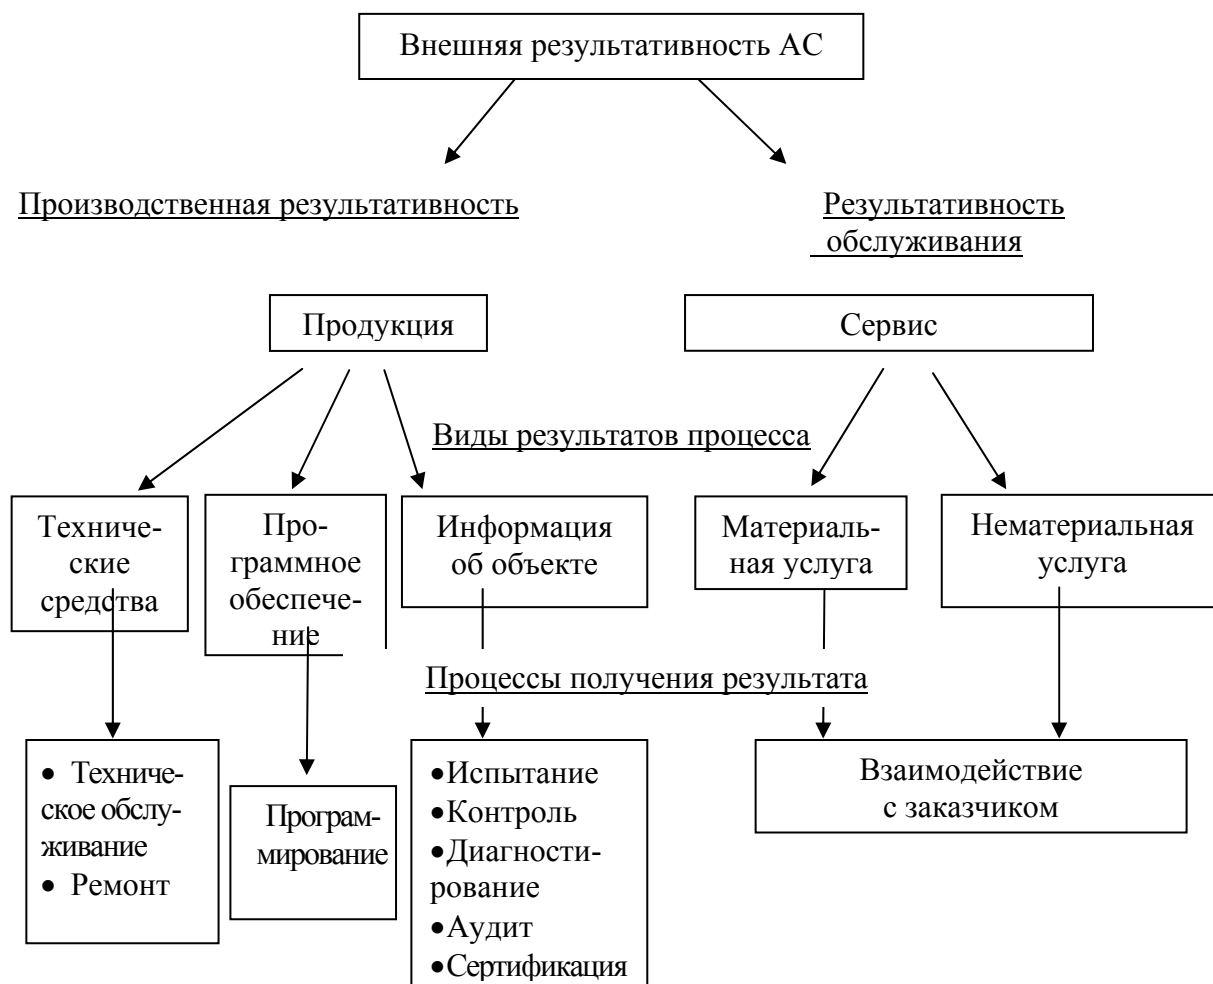 Внешняя результативность АС
Производственная результативность
Результативность
обслуживания
Продукция
Сервис
Виды результатов процесса
Техниче-
ские
средства
Про-
граммное
обеспече-
ние
Информация
об объекте
Материаль-
ная услуга
Нематериальная
услуга
Процессы получения результата
• Техниче-
ское обслу-
живание
• Ремонт
Програм-
мирование
•Испытание
•Контроль
•Диагности-
рование
•Аудит
•Сертификация
Взаимодействие
с заказчиком